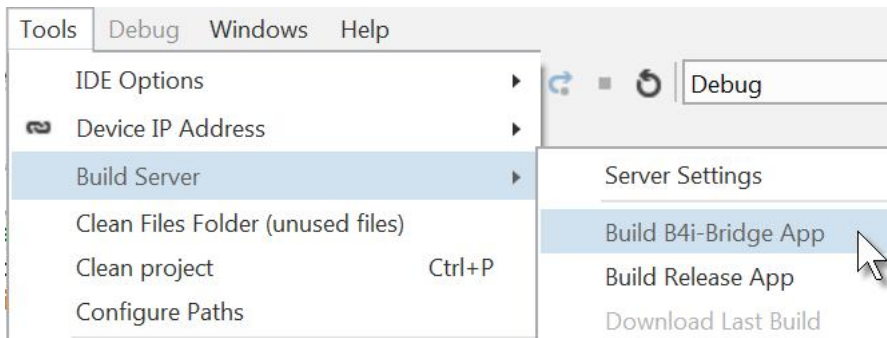 Tools Debug Windows Help
IDE Options
Debug
Device IP Address
Build Server
Server Settings
Clean Files Folder (unused files)
Build B4i-Bridge App
Clean project Ctrl+P
Build Release App
Configure Paths
Download Last Build